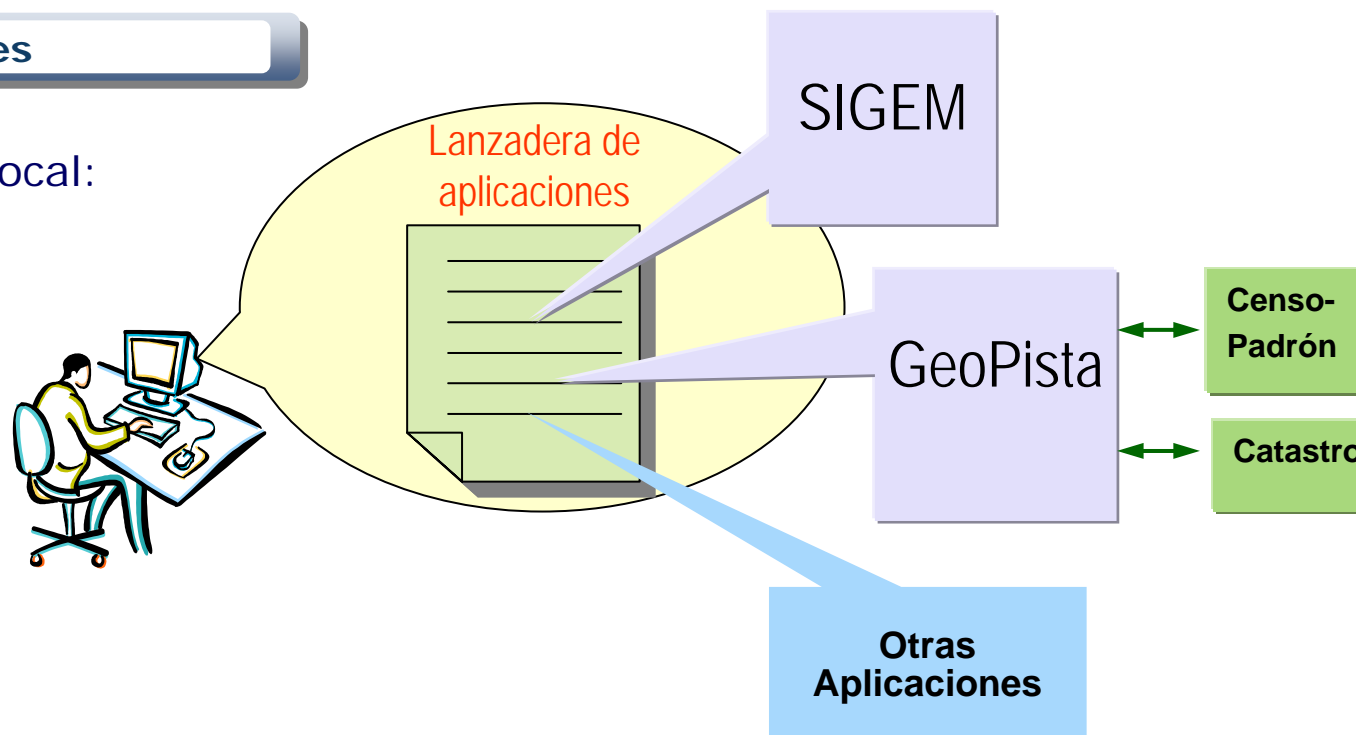 es
ocal:
Lanzadera de
aplicaciones
SIGEM
GeoPista
Censo-
Padrón
Catastro
Otras
Aplicaciones